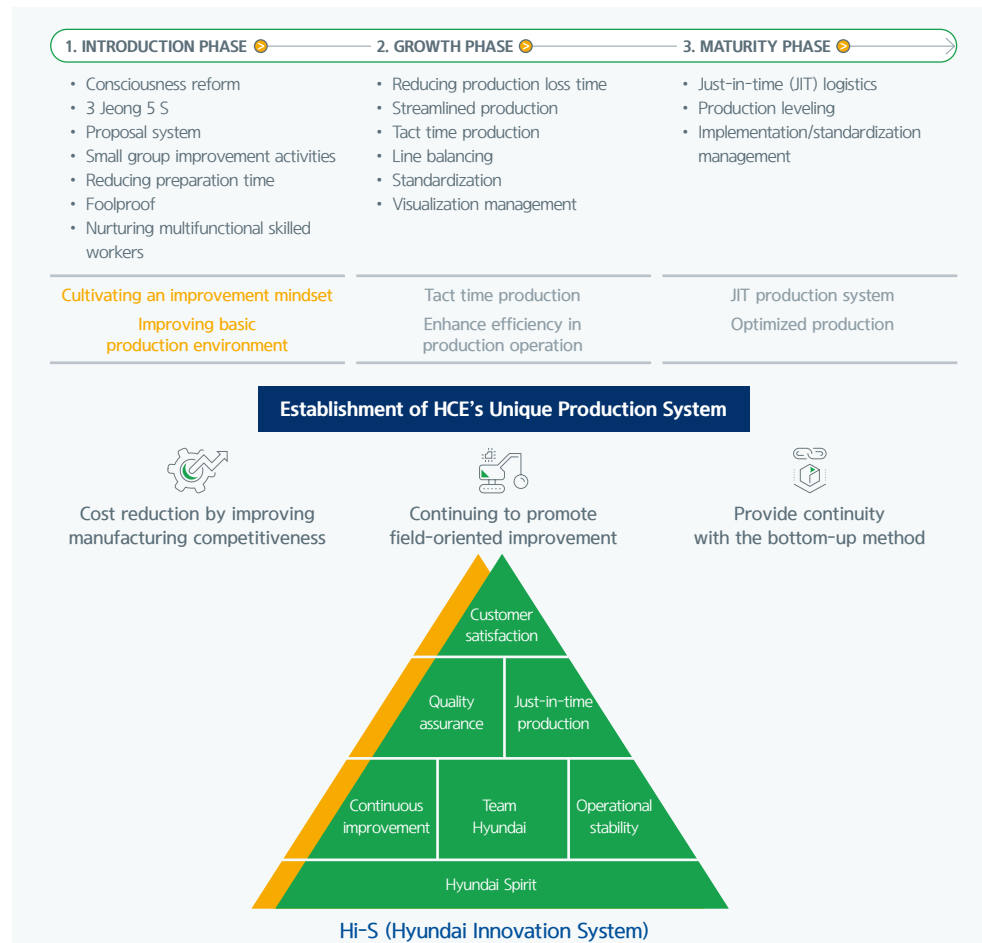 1. INTRODUCTION PHASE
2. GROWTH PHASE
3. MATURITY PHASE
• Consciousness reform
• 3 Jeong 5 S
• Proposal system
• Small group improvement activities
• Reducing preparation time
• Foolproof
• Nurturing multifunctional skilled
workers
• Reducing production loss time
• Streamlined production
• Tact time production
• Line balancing
• Standardization
• Visualization management
• Just-in-time (JIT) logistics
• Production leveling
• Implementation/standardization
management
Cultivating an improvement mindset
Improving basic
production environment
Tact time production
Enhance efficiency in
production operation
JIT production system
Optimized production
Establishment of HCE's Unique Production System
Cost reduction by improving
manufacturing competitiveness
Continuing to promote
field-oriented improvement
Provide continuity
with the bottom-up method
Customer
satisfaction
Quality
assurance
Just-in-time
production
Continuous
improvement
Team
Hyundai
Operational
stability
Hyundai Spirit
Hi-S (Hyundai Innovation System)